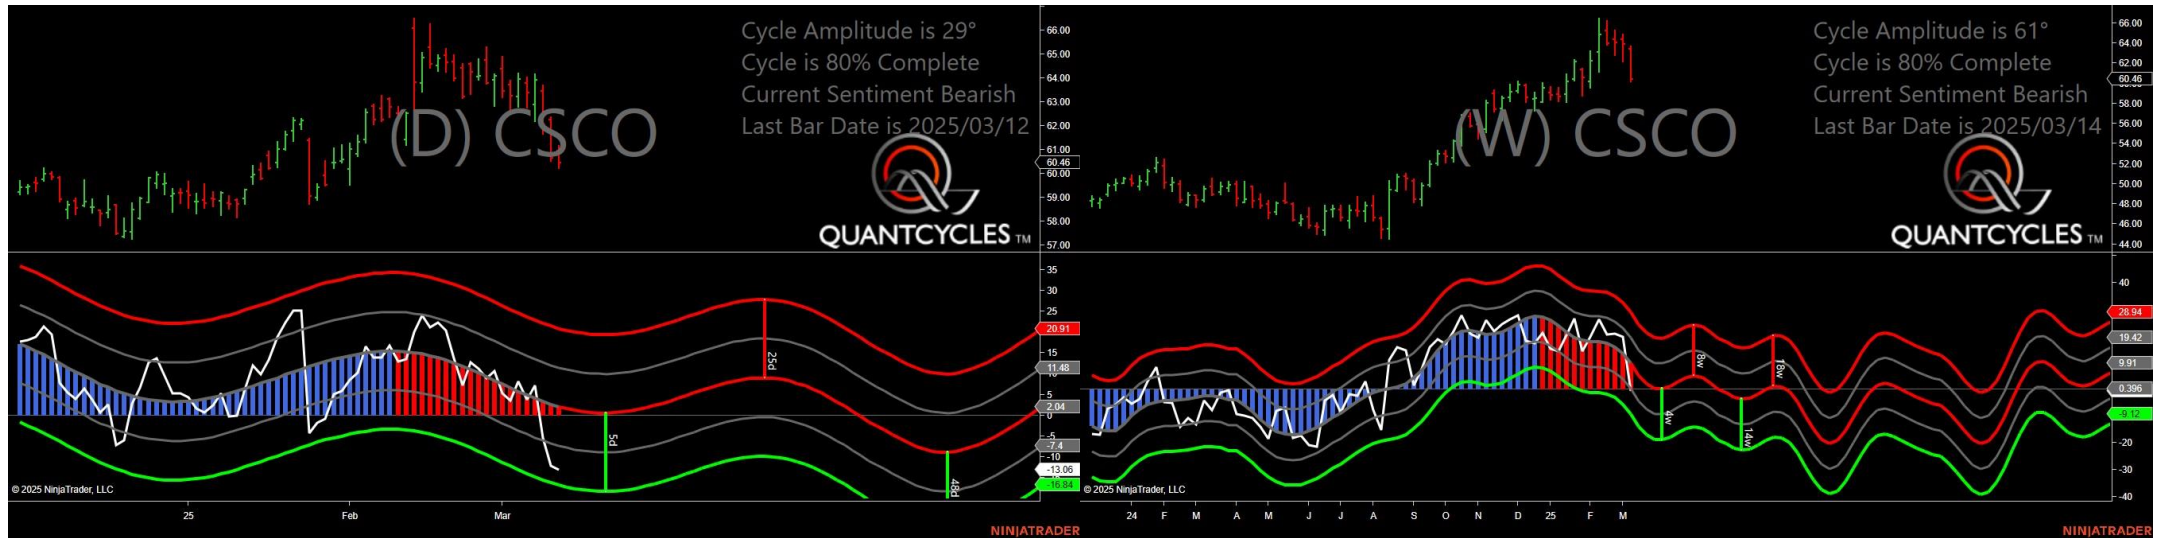 Cycle Amplitude is 29°
Cycle is 80% Complete
Current Sentiment Bearish
Last Bar Date is 2025/03/12
(D) CSCO
QUANTCYCLES TM
66.00
65.00
64.00
63.00
62.00
61.00
60.46
60.00
59.00
58.00
57.00
35
30
25
20.91
15
11.48
5
2.04
0
-5
-7.4
-10
-13.06
-16.84
25d
5d
48d
© 2025 NinjaTrader, LLC
25 Feb Mar
NINJATRADER
Cycle Amplitude is 61°
Cycle is 80% Complete
Current Sentiment Bearish
Last Bar Date is 2025/03/14
(W) CSCO
QUANTCYCLES TM
66.00
64.00
62.00
60.46
58.00
56.00
54.00
52.00
50.00
48.00
46.00
44.00
40
28.94
19.42
9.91
0.396
-9.12
-20
-30
-40
8w
18w
4w
14w
© 2025 NinjaTrader, LLC
24 F M A M J J A S O N D 25 F M
NINJATRADER